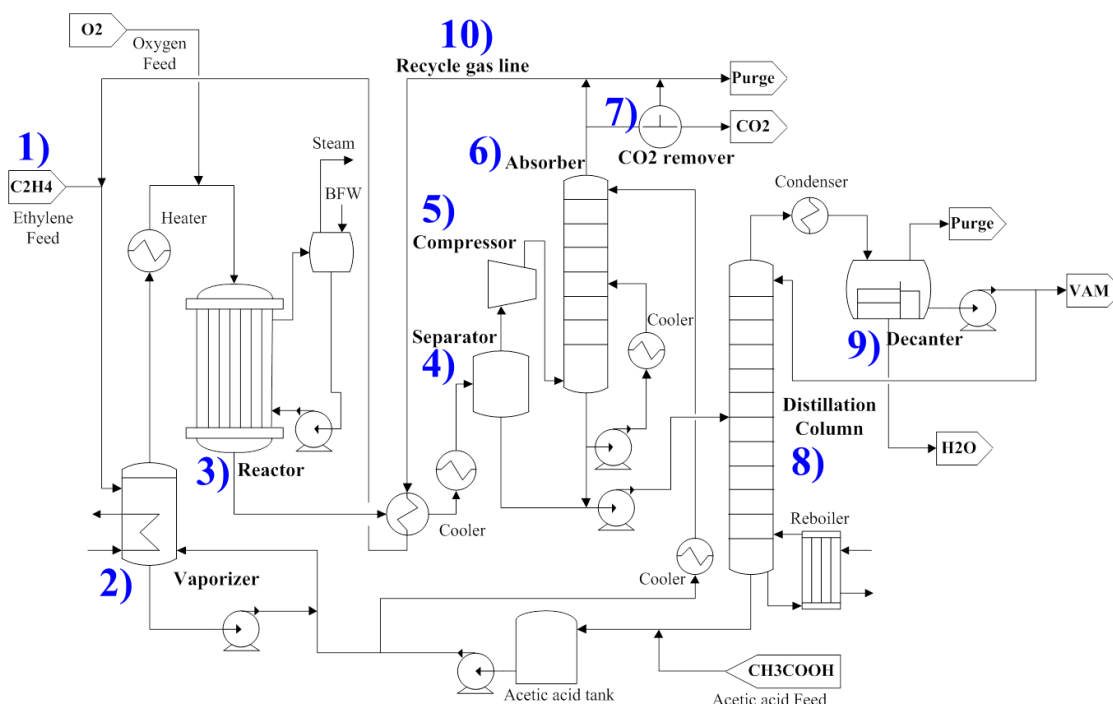 O2
Oxygen
Feed
10)
Recycle gas line
Purge
1)
C2H4
Ethylene
Feed
Steam
BFW
Heater
7)
CO2
CO2 remover
6)
Absorber
5)
Compressor
Condenser
Purge
VAM
Cooler
Separator
4)
9)
Decanter
Distillation
Column
8)
H2O
3)
Reactor
Cooler
Reboiler
2)
Vaporizer
Cooler
Acetic acid tank
CH3COOH
Acetic acid Feed